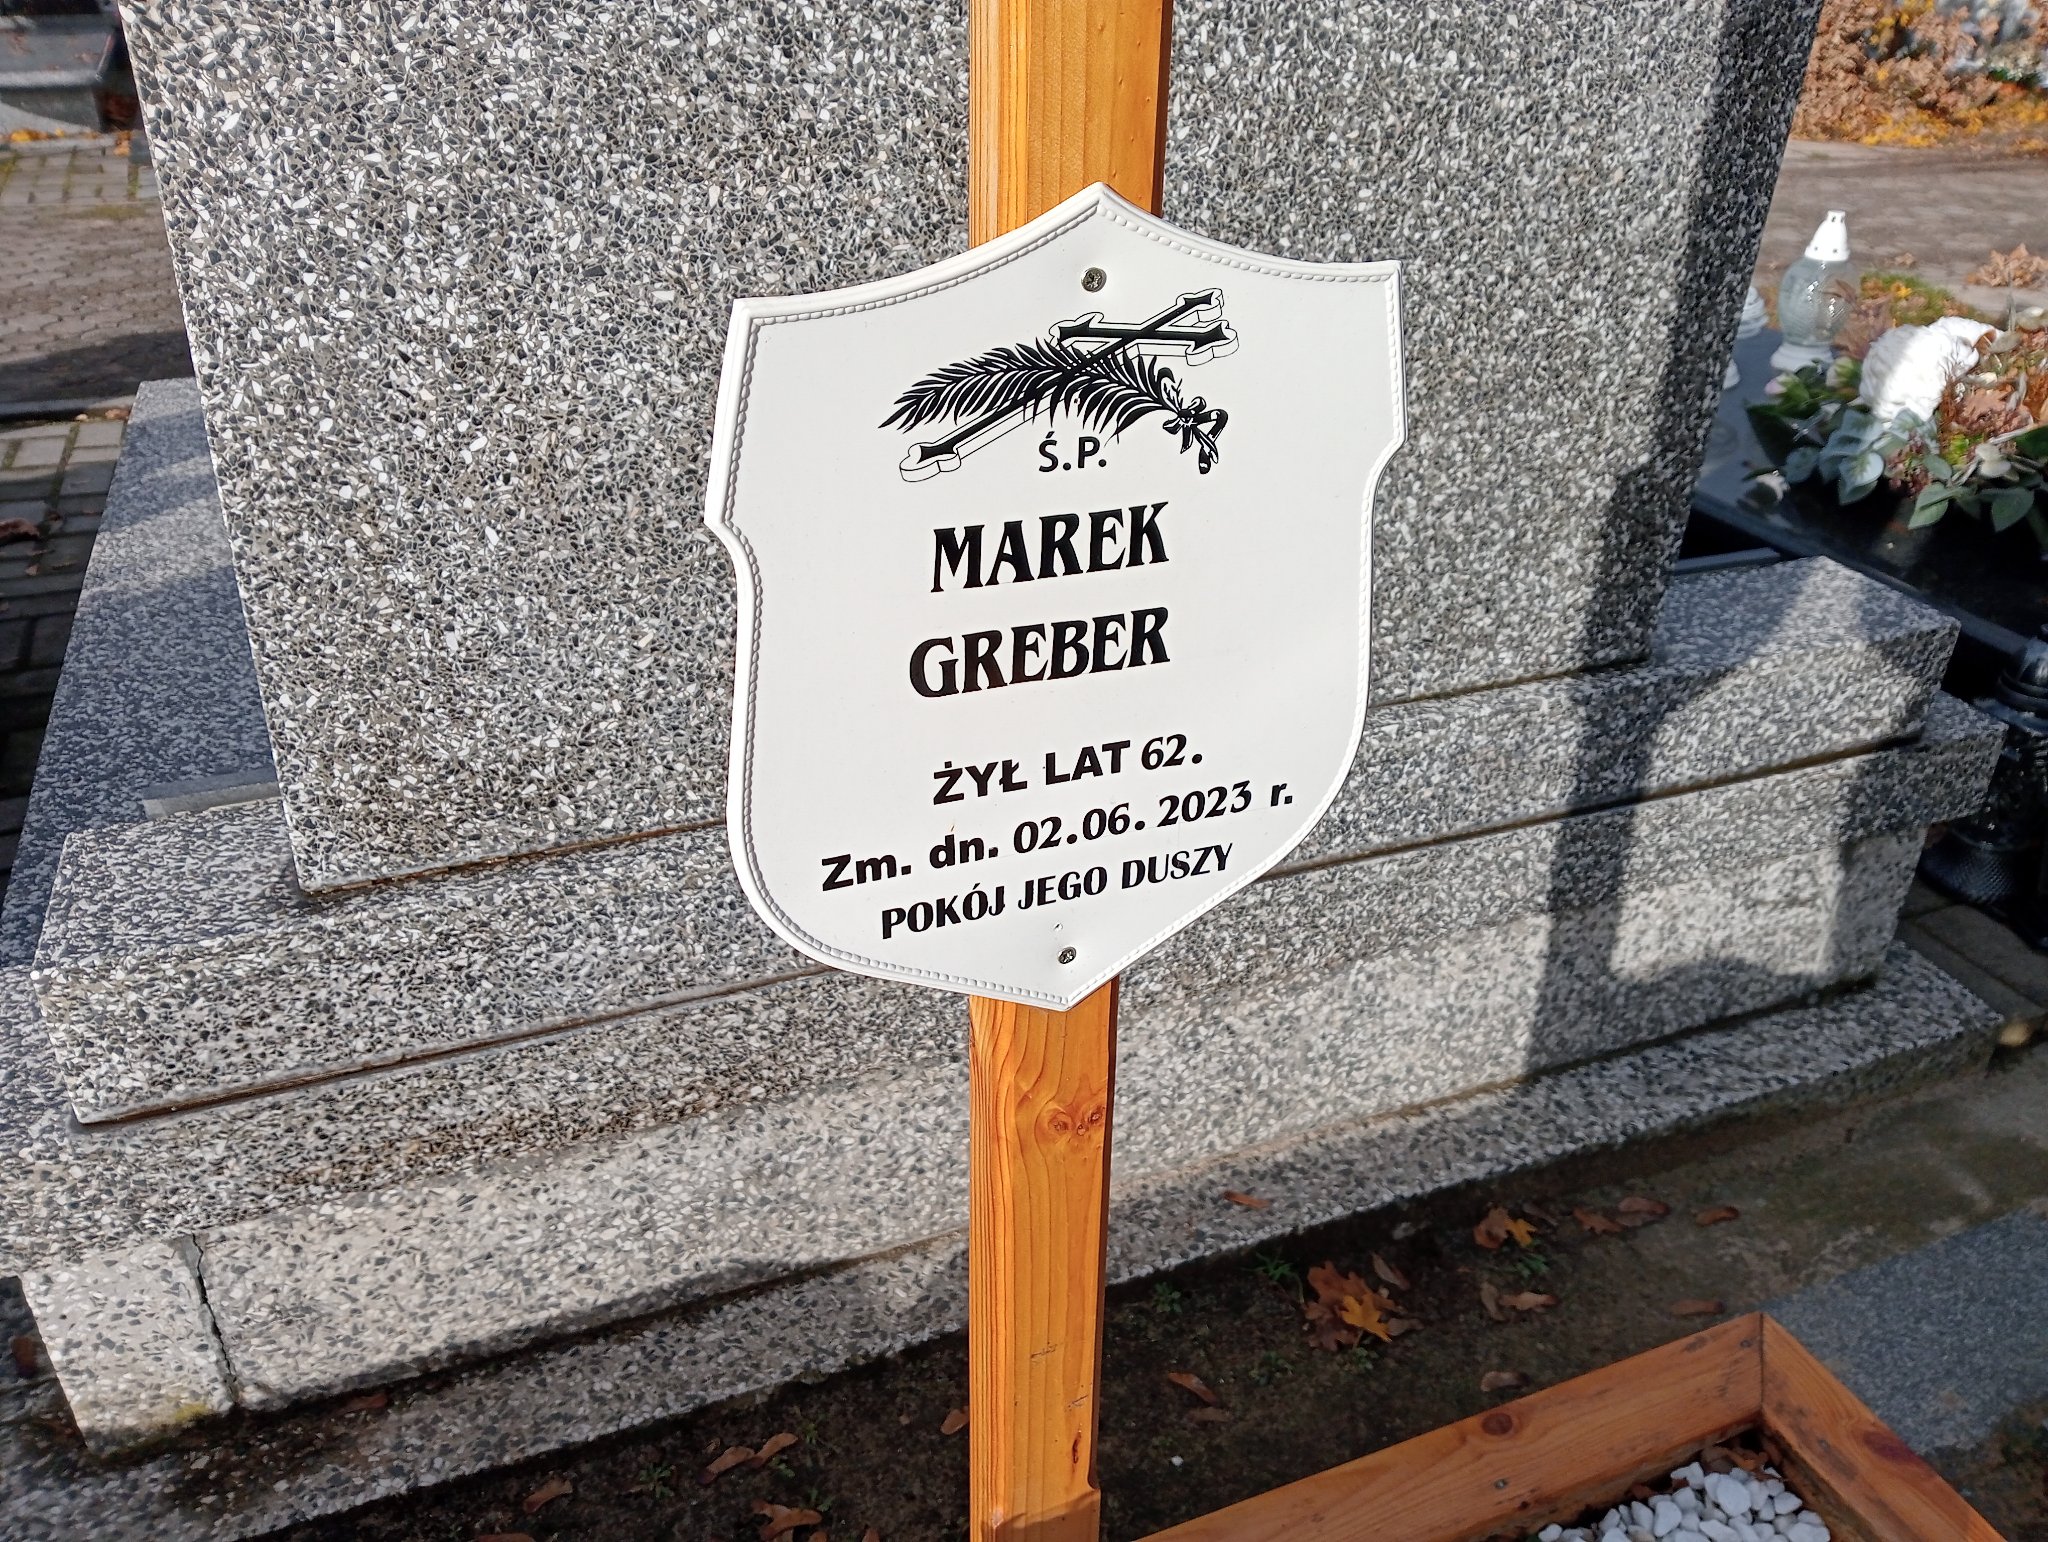 Ś.P.
MAREK
GREBER
ŻYŁ LAT 62.
Zm. dn. 02.06.2023 r.
POKÓJ JEGO DUSZY